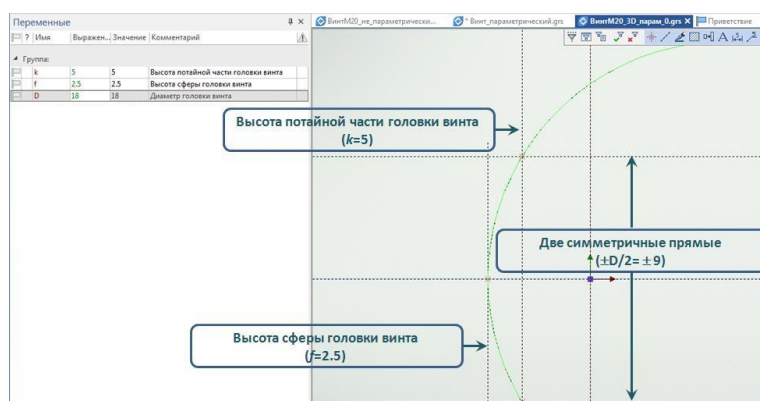 Переменные
ВинтМ20_не_параметрически...
* Винт_параметрический.grs
ВинтМ20_3D_парам_0.grs
Приветствие
? Имя Выражен... Значение Комментарий
Группа:
k 5 5 Высота потайной части головки винта
f 2.5 2.5 Высота сферы головки винта
D 18 18 Диаметр головки винта
Высота потайной части головки винта
(k=5)
Две симметричные прямые
(±D/2= ±9)
Высота сферы головки винта
(f=2.5)